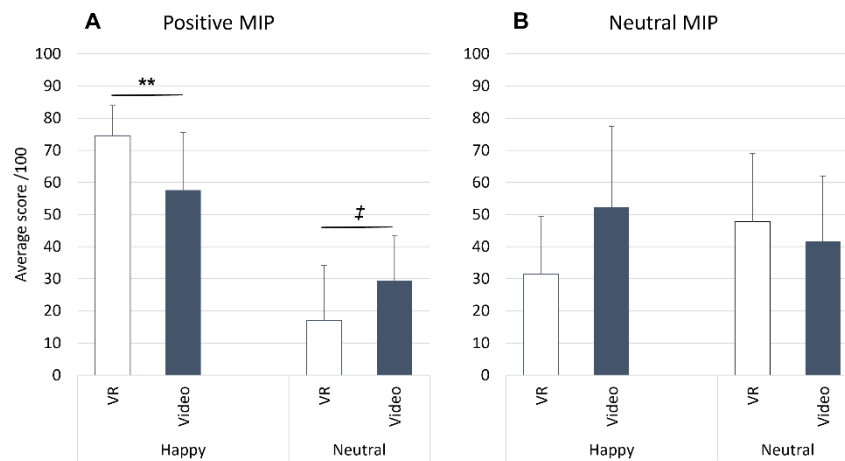 A Positive MIP
100
90
80
70
60
50
40
30
20
10
0
Average score /100
**
‡
VR
Video
VR
Video
Happy
Neutral
B Neutral MIP
100
90
80
70
60
50
40
30
20
10
0
VR
Video
VR
Video
Happy
Neutral